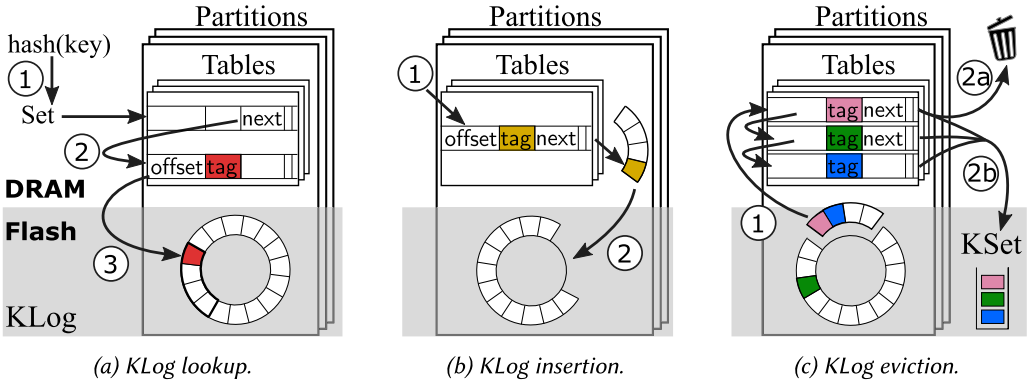 Partitions
hash(key)
1
Tables
Set
next
2
offset tag
DRAM
Flash
3
KLog
(a) KLog lookup.
Partitions
1
Tables
offset tag next
2
(b) KLog insertion.
Partitions
Tables
2a
tag next
tag next
tag
2b
1
KSet
(c) KLog eviction.